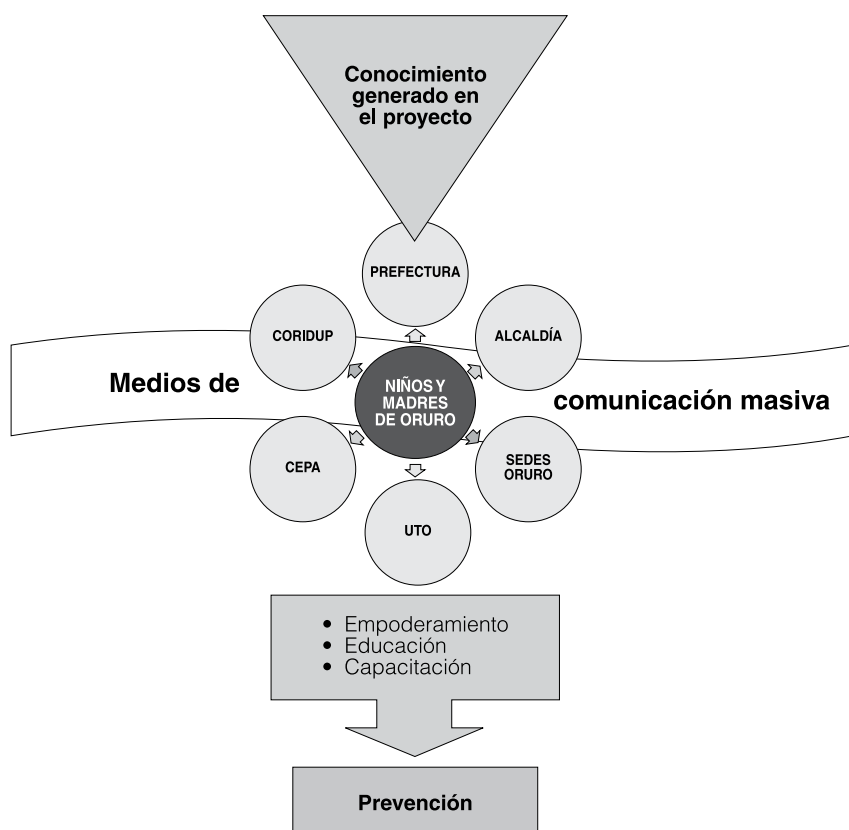 Conocimiento
generado en
el proyecto
PREFECTURA
CORIDUP
ALCALDÍA
Medios de
NIÑOS Y
MADRES
DE ORURO
comunicación masiva
CEPA
SEDES
ORURO
UTO
• Empoderamiento
• Educación
• Capacitación
Prevención